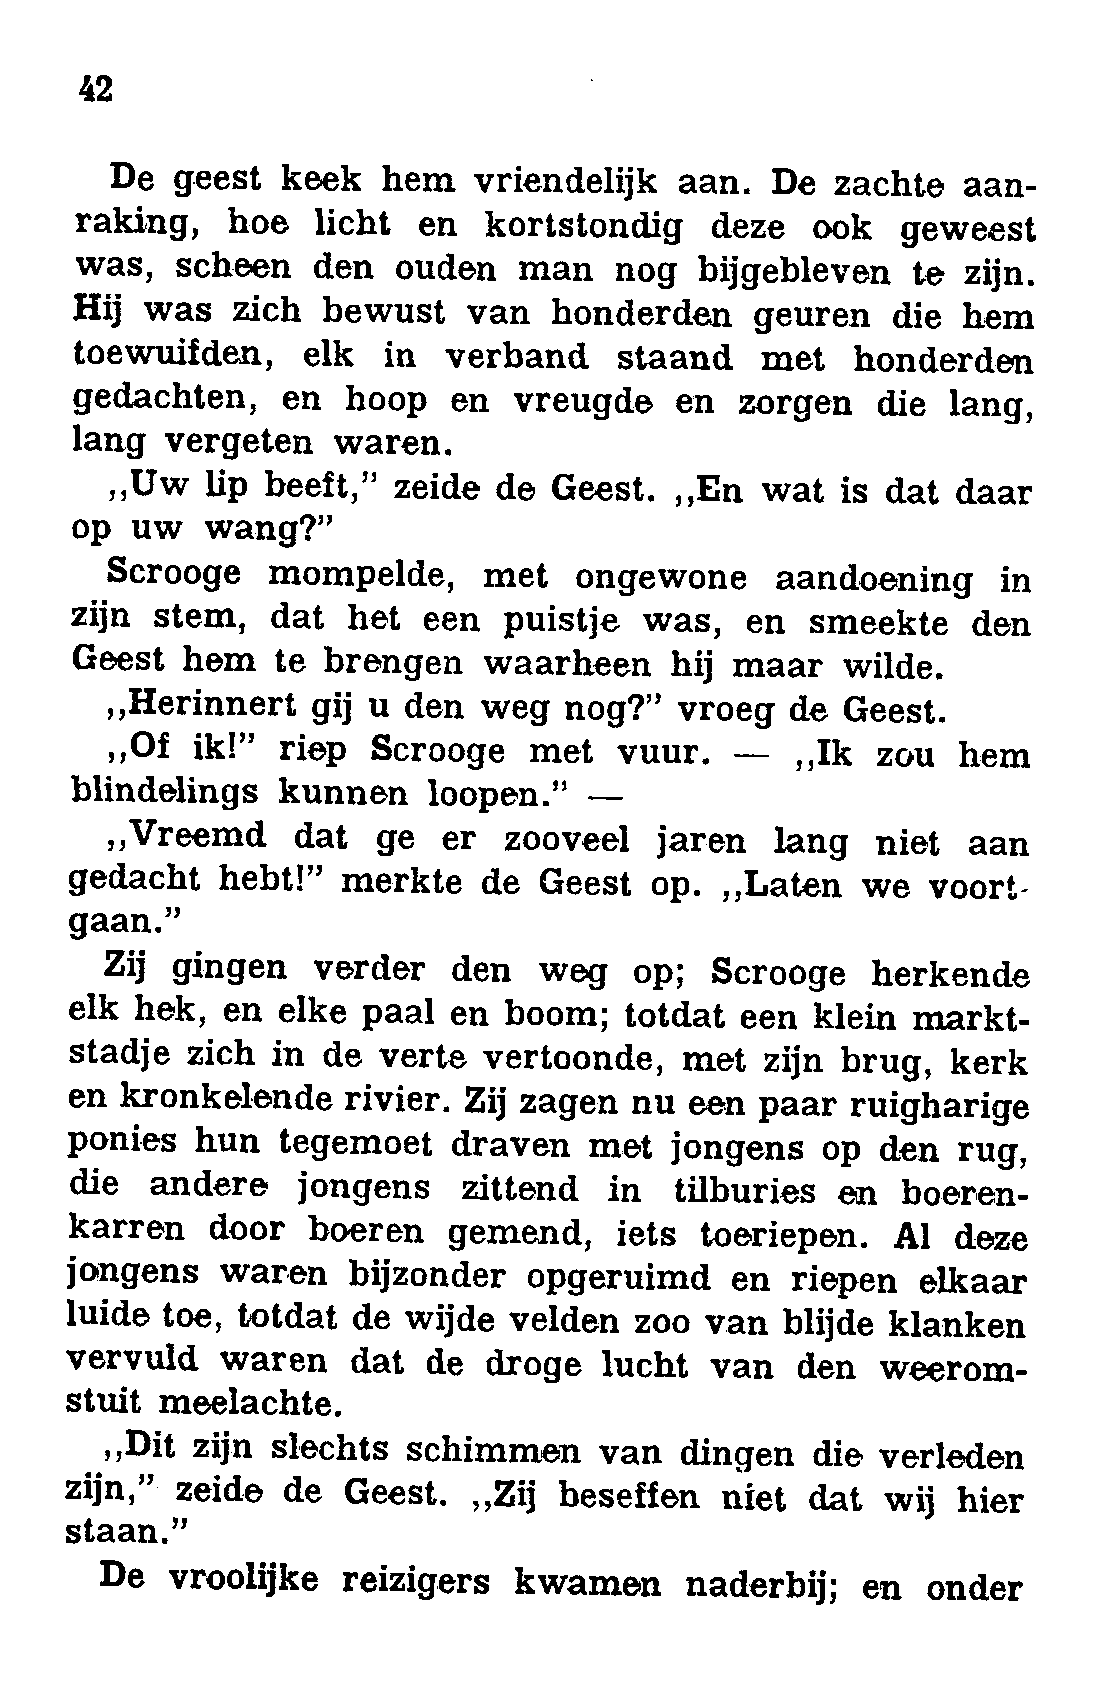 42
De geest keek hem vriendelijk aan. De zachte aan-
raking, hoe licht en kortstondig deze ook geweest
was, scheen den ouden man nog bijgebleven te zijn.
Hij was zich bewust van honderden geuren die hem
toewuifden, elk in verband staand met honderden
gedachten, en hoop en vreugde en zorgen die lang,
lang vergeten waren.
,,Uw lip beeft,” zeide de Geest. ,,En wat is dat daar
op uw wang?”
Scrooge mompelde, met ongewone aandoening in
zijn stem, dat het een puistje was, en smeekte den
Geest hem te brengen waarheen hij maar wilde.
,,Herinnert gij u den weg nog?” vroeg de Geest.
,,Of ik!” riep Scrooge met vuur. — ,,Ik zou hem
blindelings kunnen loopen.” —
,,Vreemd dat ge er zooveel jaren lang niet aan
gedacht hebt!” merkte de Geest op. ,,Laten we voort-
gaan.”
Zij gingen verder den weg op; Scrooge herkende
elk hek, en elke paal en boom; totdat een klein markt-
stadje zich in de verte vertoonde, met zijn brug, kerk
en kronkelende rivier. Zij zagen nu een paar ruigharige
ponies hun tegemoet draven met jongens op den rug,
die andere jongens zittend in tilburies en boeren-
karren door boeren gemend, iets toeriepen. Al deze
jongens waren bijzonder opgeruimd en riepen elkaar
luide toe, totdat de wijde velden zoo van blijde klanken
vervuld waren dat de droge lucht van den weerom-
stuit meelachte.
,,Dit zijn slechts schimmen van dingen die verleden
zijn,” zeide de Geest. ,,Zij beseffen niet dat wij hier
staan.”
De vroolijke reizigers kwamen naderbij; en onder